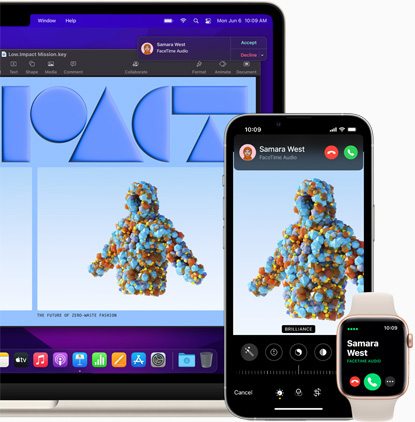 Window Help
Mon Jun 6 10:09 AM
Samara West
FaceTime Audio
Accept
Decline
Low Impact Mission.key
Text Shape Media Comment Collaborate Format Animate Document
THE FUTURE OF ZERO-WASTE FASHION
tv
10:09
Samara West
FaceTime Audio
BRILLIANCE
Cancel
10:09
Samara
West
FACETIME AUDIO